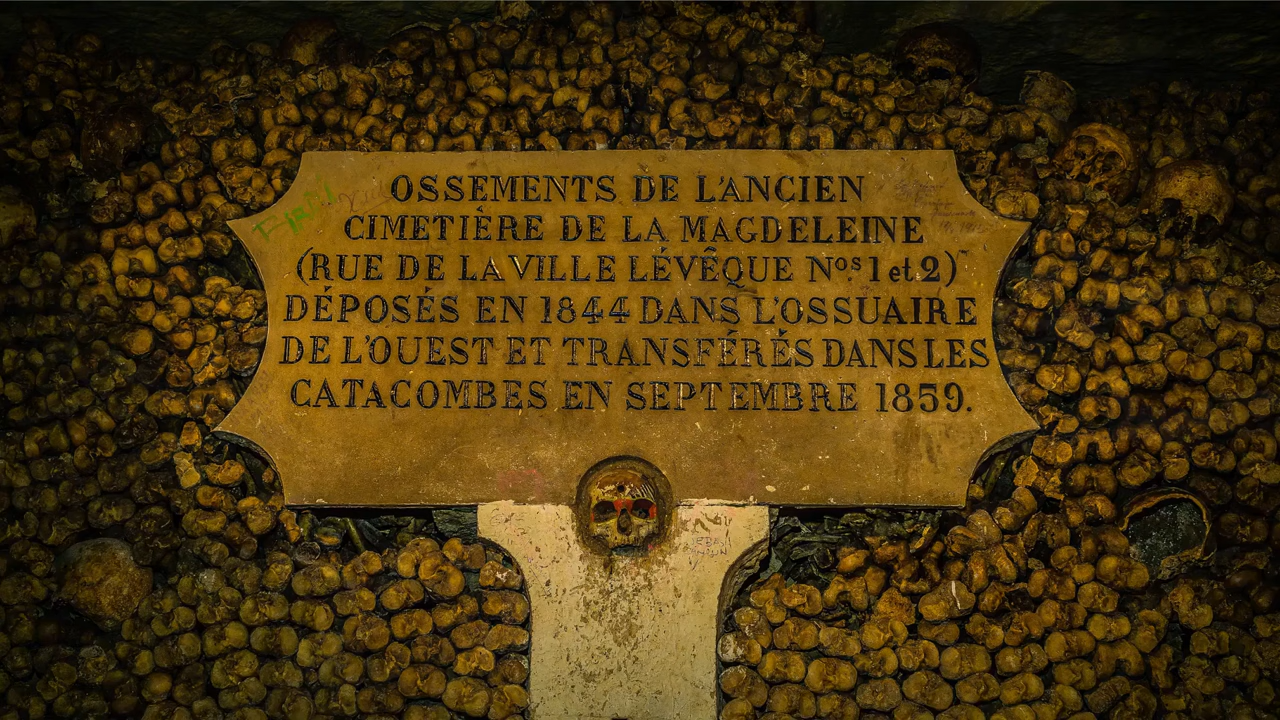 OSSEMENTS DE L'ANCIEN
CIMETIÈRE DE LA MAGDELEINE
(RUE DE LA VILLE LÉVÊQUE Nos 1 et 2)
DÉPOSÉS EN 1844 DANS L'OSSUAIRE
DE L'OUEST ET TRANSFÉRÉS DANS LES
CATACOMBES EN SEPTEMBRE 1859.